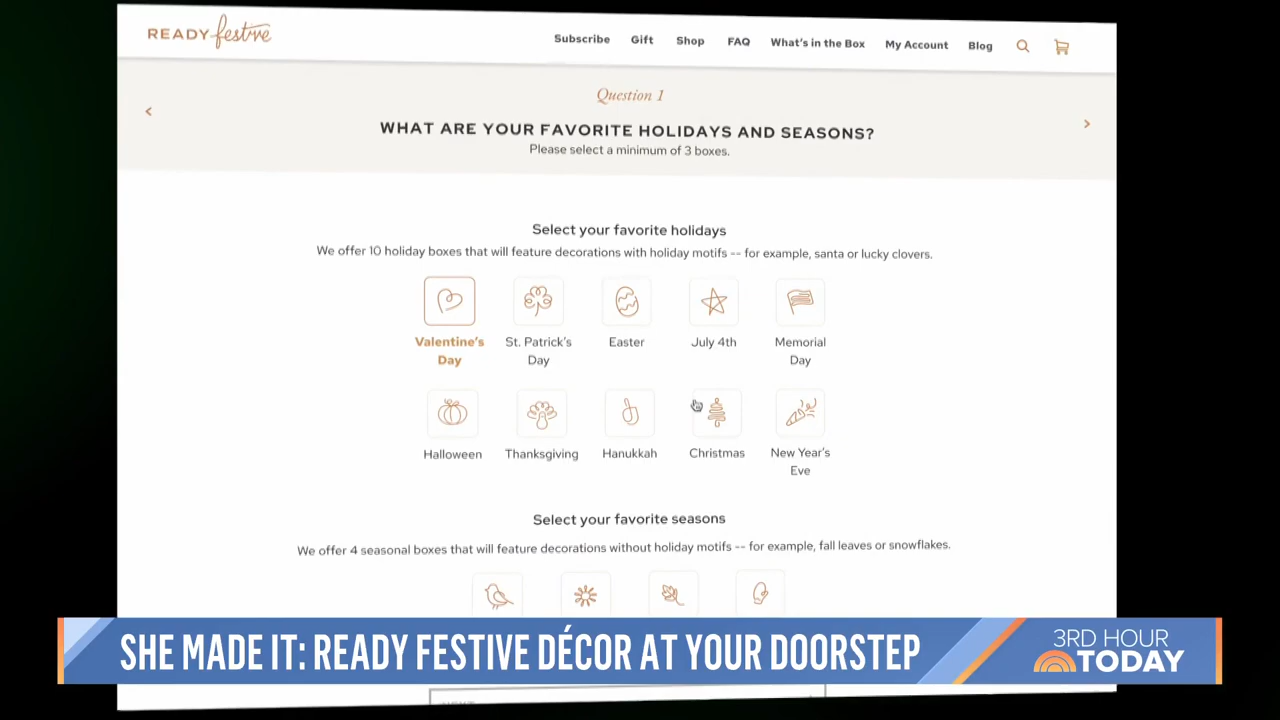 READY festive
Subscribe Gift Shop FAQ What's in the Box My Account Blog
Question 1
WHAT ARE YOUR FAVORITE HOLIDAYS AND SEASONS?
Please select a minimum of 3 boxes.
Select your favorite holidays
We offer 10 holiday boxes that will feature decorations with holiday motifs -- for example, santa or lucky clovers.
Valentine's Day
St. Patrick's Day
Easter
July 4th
Memorial Day
Halloween
Thanksgiving
Hanukkah
Christmas
New Year's Eve
Select your favorite seasons
We offer 4 seasonal boxes that will feature decorations without holiday motifs -- for example, fall leaves or snowflakes.
SHE MADE IT: READY FESTIVE DÉCOR AT YOUR DOORSTEP
3RD HOUR
TODAY